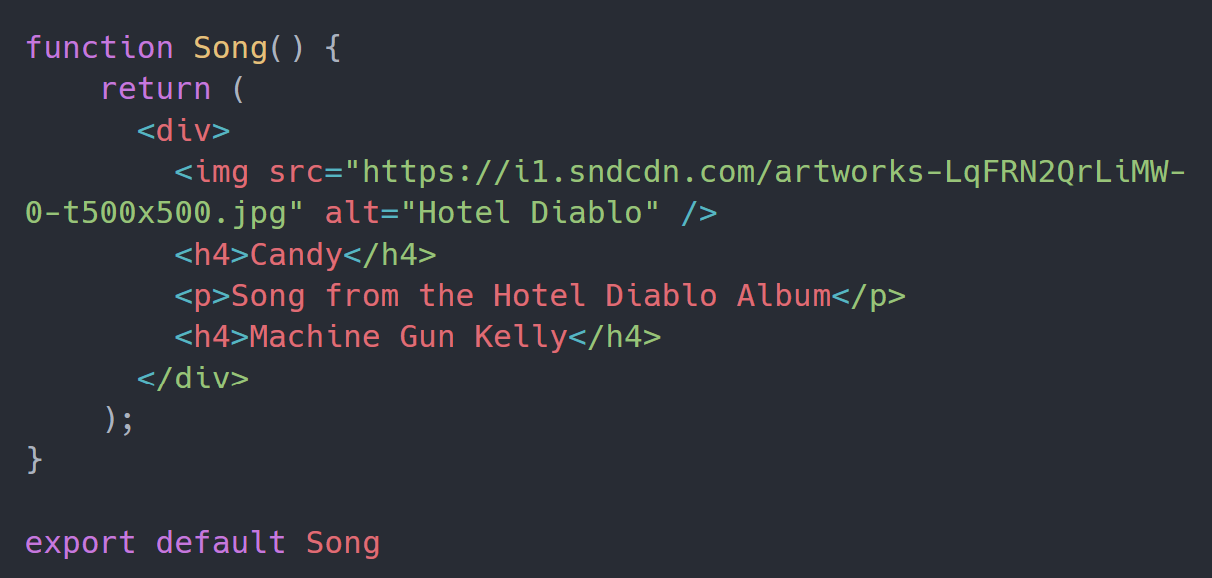 function Song() {
    return (
      <div>
        <img src="https://i1.sndcdn.com/artworks-LqFRN2QrLiMW-
0-t500x500.jpg" alt="Hotel Diablo" />
        <h4>Candy</h4>
        <p>Song from the Hotel Diablo Album</p>
        <h4>Machine Gun Kelly</h4>
      </div>
    );
}

export default Song